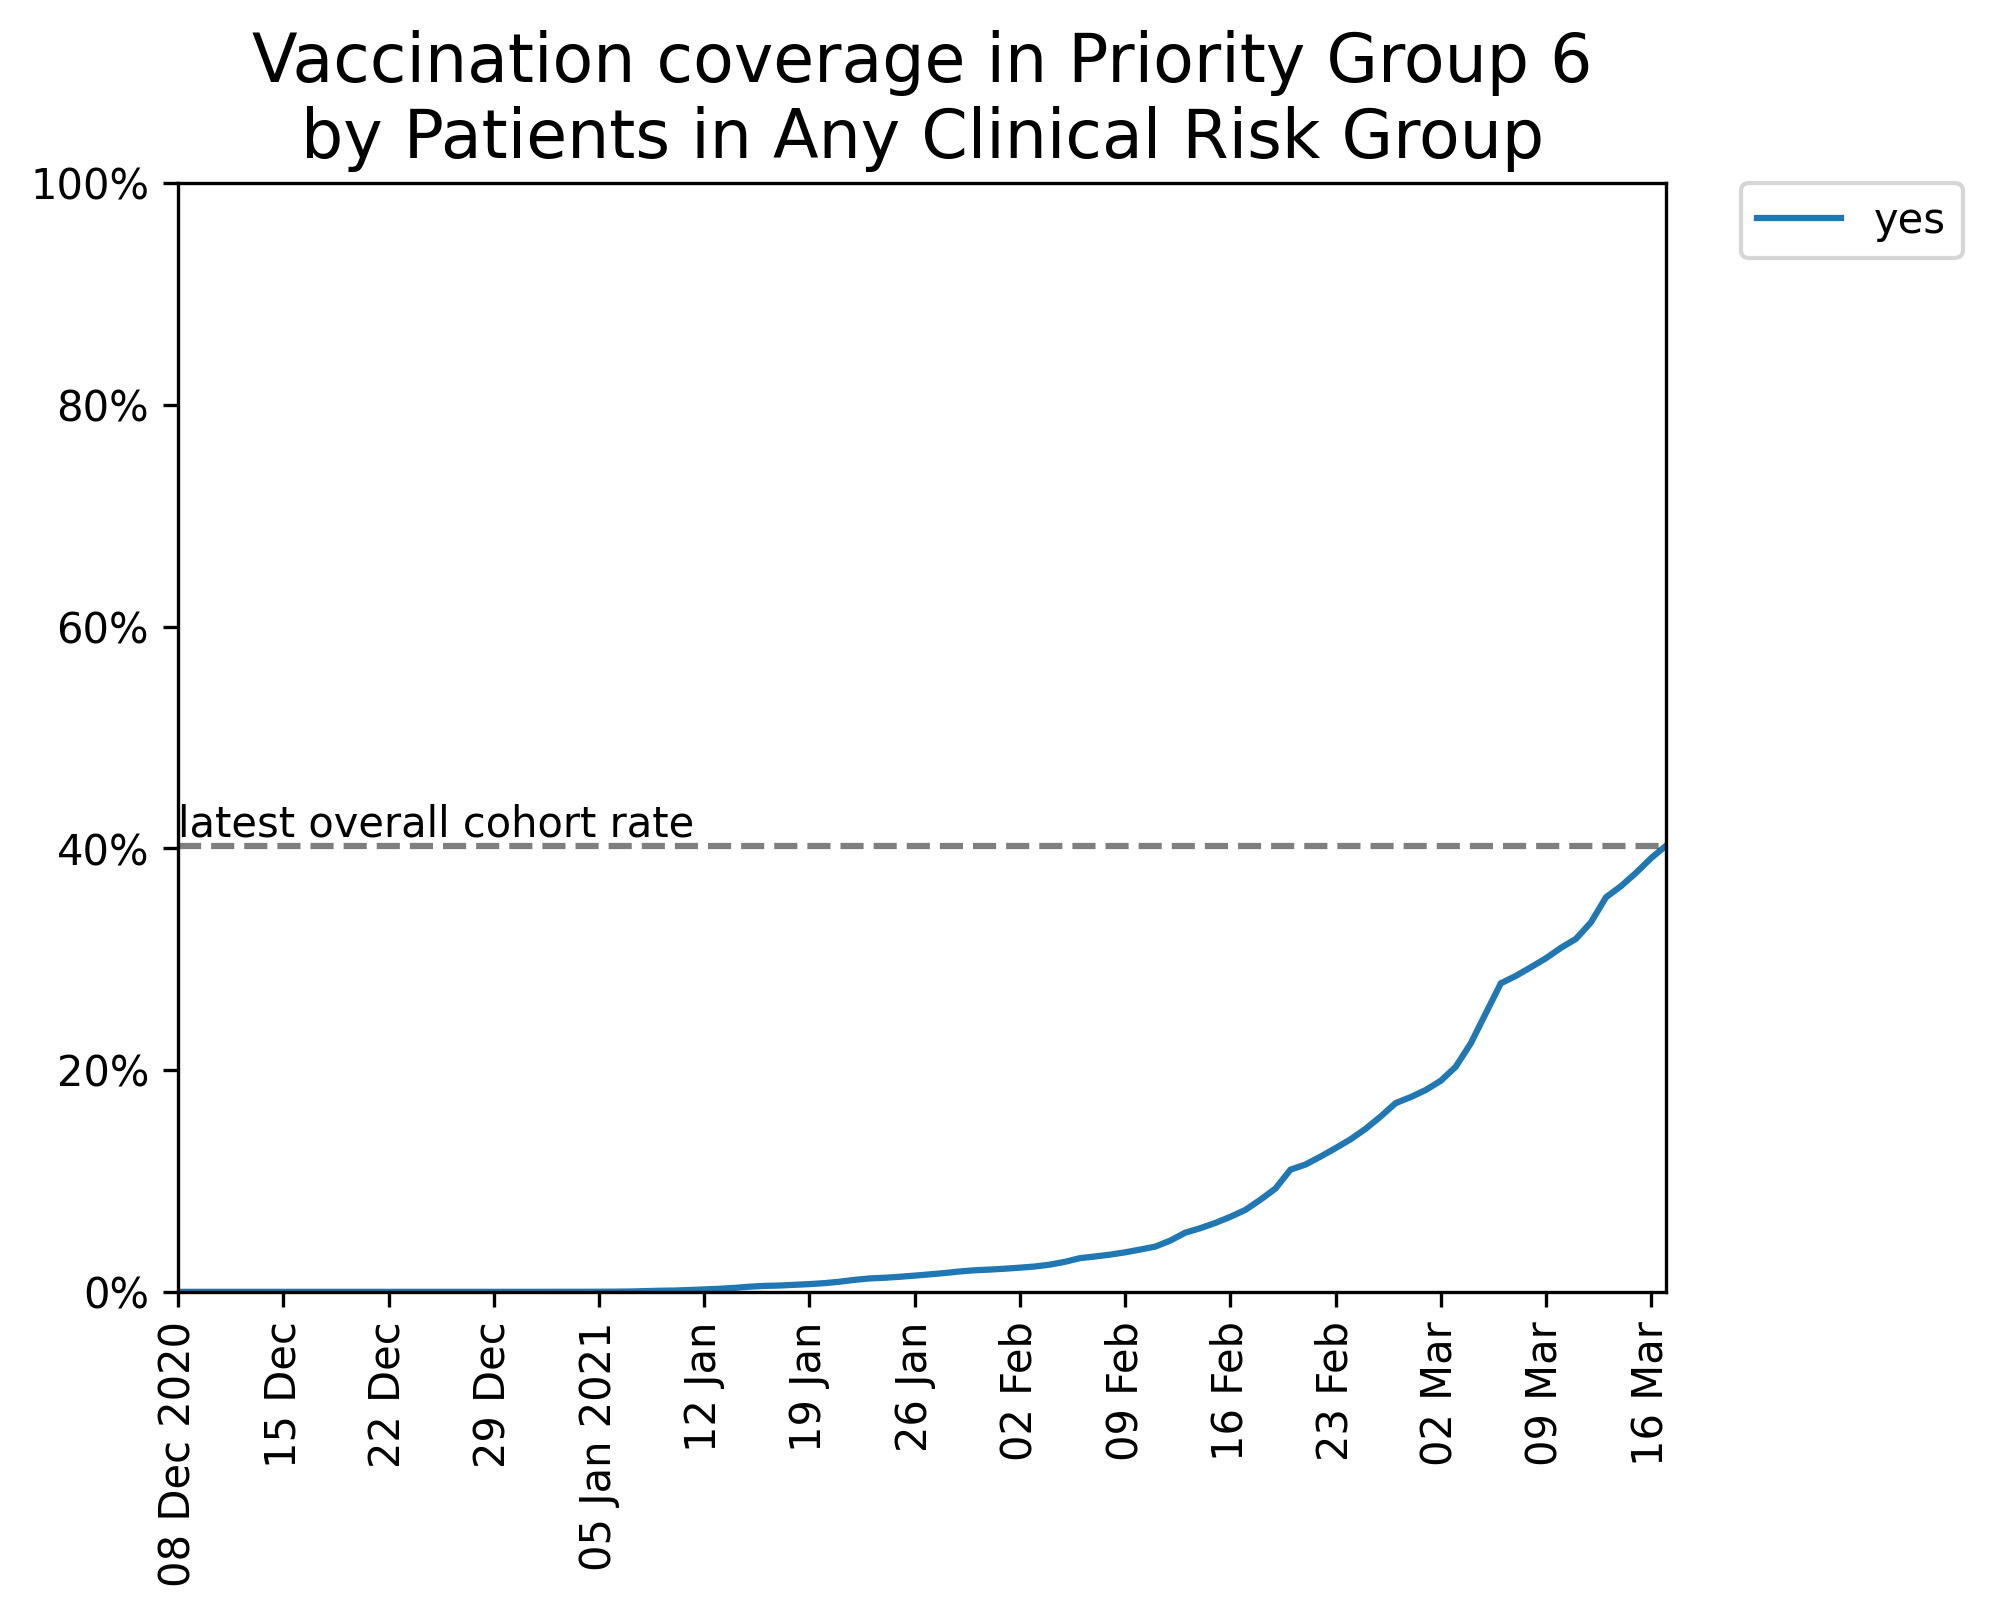 Vaccination coverage in Priority Group 6
by Patients in Any Clinical Risk Group
100%
80%
60%
40%
20%
0%
yes
latest overall cohort rate
08 Dec 2020
15 Dec
22 Dec
29 Dec
05 Jan 2021
12 Jan
19 Jan
26 Jan
02 Feb
09 Feb
16 Feb
23 Feb
02 Mar
09 Mar
16 Mar